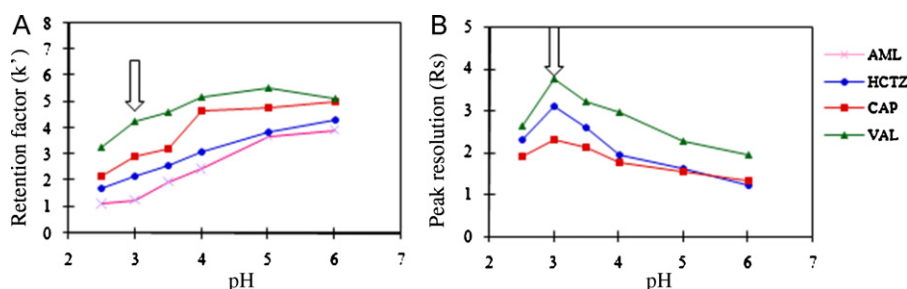 A
Retention factor (k')
8
7
6
5
4
3
2
1
0
2 3 4 5 6 7
pH
B
Peak resolution (Rs)
5
4
3
2
1
0
2 3 4 5 6 7
pH
AML
HCTZ
CAP
VAL